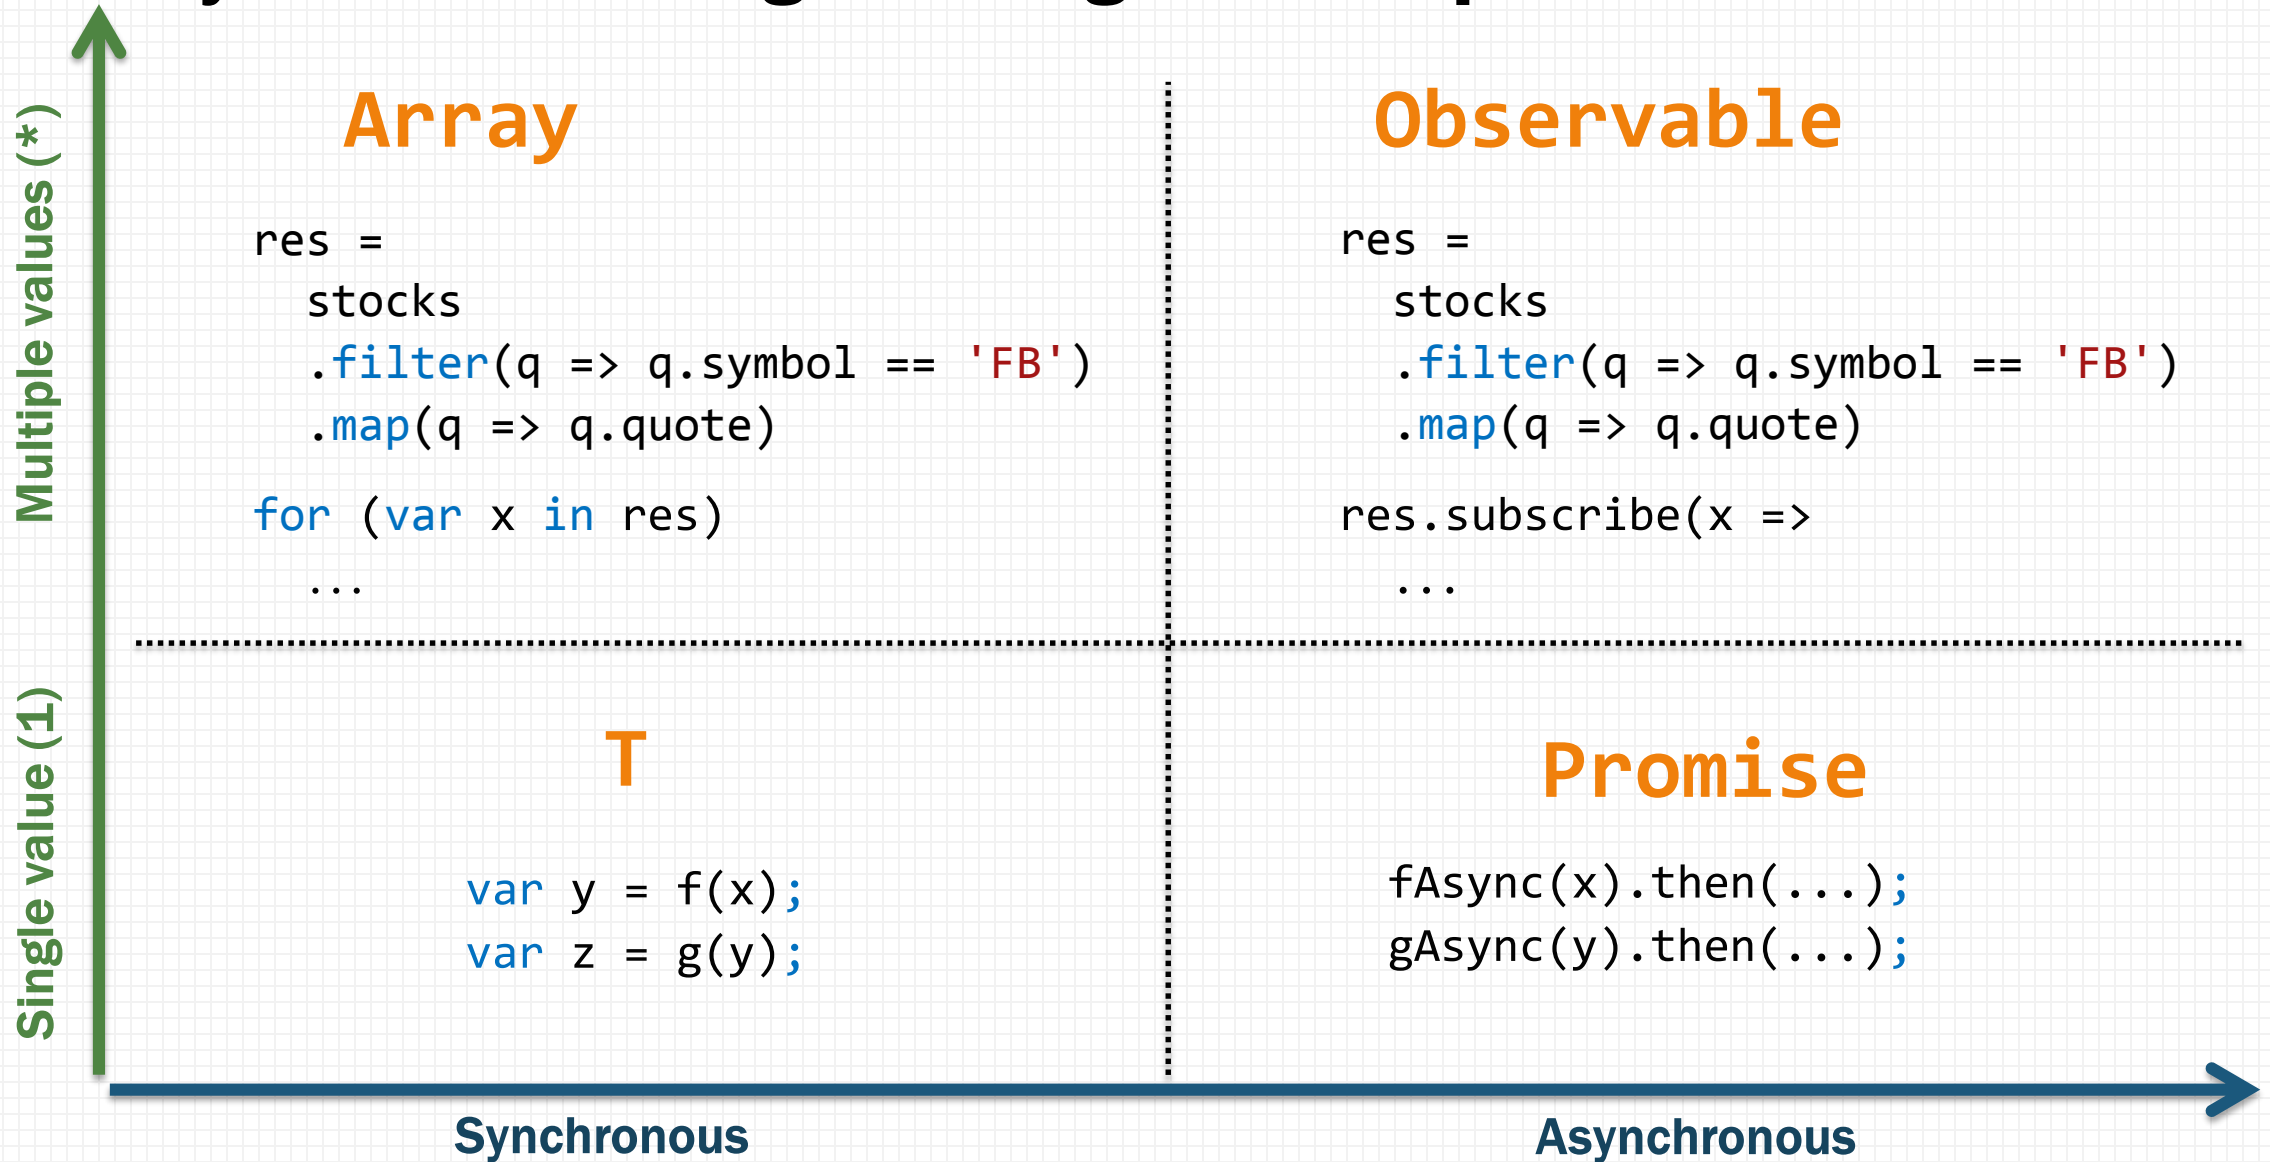 Multiple values (*)
Array
res =
stocks
.filter(q => q.symbol == 'FB')
.map(q => q.quote)
for (var x in res)
...
Observable
res =
stocks
.filter(q => q.symbol == 'FB')
.map(q => q.quote)
res.subscribe(x =>
...
Single value (1)
T
var y = f(x);
var z = g(y);
Promise
fAsync(x).then(...);
gAsync(y).then(...);
Synchronous
Asynchronous